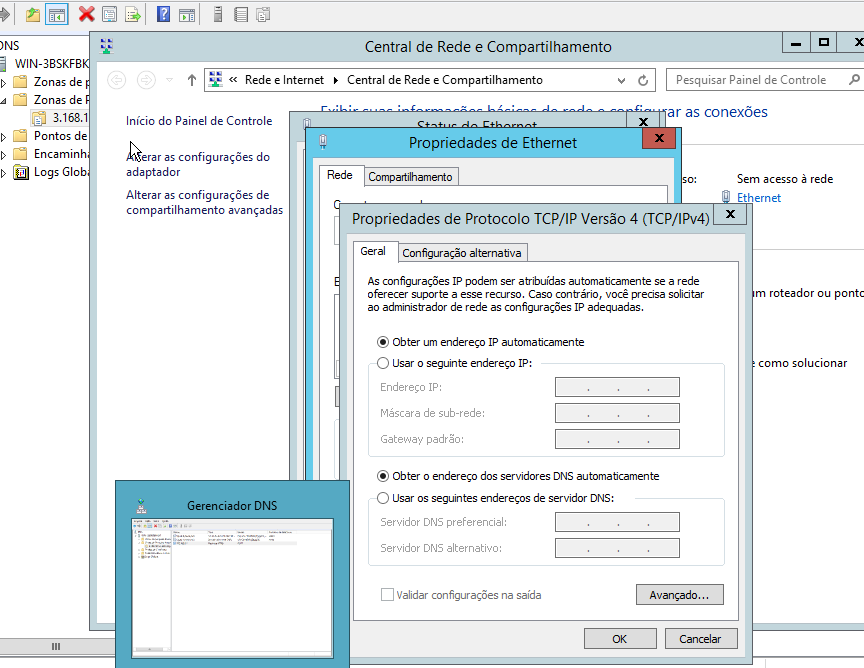 DNS
WIN-3BSKFBK
Zonas de p
Zonas de P
3.168.1
Pontos de
Encaminha
Logs Globa
Central de Rede e Compartilhamento
Rede e Internet
Central de Rede e Compartilhamento
Pesquisar Painel de Controle
Início do Painel de Controle
Alterar as configurações do
adaptador
Alterar as configurações de
compartilhamento avançadas
Exibir suas informações básicas de rede e configurar as conexões
so:
Sem acesso à rede
Ethernet
um roteador ou ponto
e como solucionar
Status de Ethernet
Propriedades de Ethernet
Rede
Compartilhamento
Propriedades de Protocolo TCP/IP Versão 4 (TCP/IPv4)
Geral
Configuração alternativa
As configurações IP podem ser atribuídas automaticamente se a rede
oferecer suporte a esse recurso. Caso contrário, você precisa solicitar
ao administrador de rede as configurações IP adequadas.
Obter um endereço IP automaticamente
Usar o seguinte endereço IP:
Endereço IP:
Máscara de sub-rede:
Gateway padrão:
Obter o endereço dos servidores DNS automaticamente
Usar os seguintes endereços de servidor DNS:
Servidor DNS preferencial:
Servidor DNS alternativo:
Validar configurações na saída
Avançado...
OK
Cancelar
Gerenciador DNS